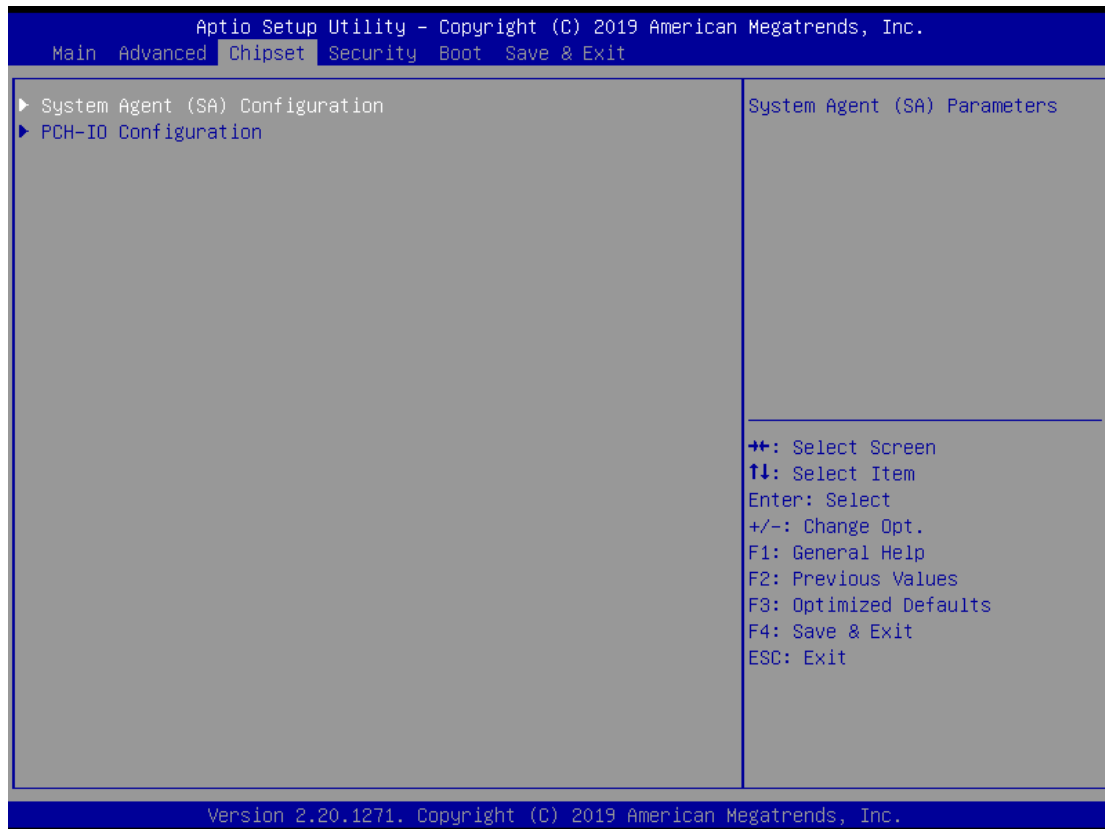 Aptio Setup Utility – Copyright (C) 2019 American Megatrends, Inc.
Main Advanced Chipset Security Boot Save & Exit
▶ System Agent (SA) Configuration
▶ PCH-IO Configuration
System Agent (SA) Parameters
→←: Select Screen
↑↓: Select Item
Enter: Select
+/-: Change Opt.
F1: General Help
F2: Previous Values
F3: Optimized Defaults
F4: Save & Exit
ESC: Exit
Version 2.20.1271. Copyright (C) 2019 American Megatrends, Inc.